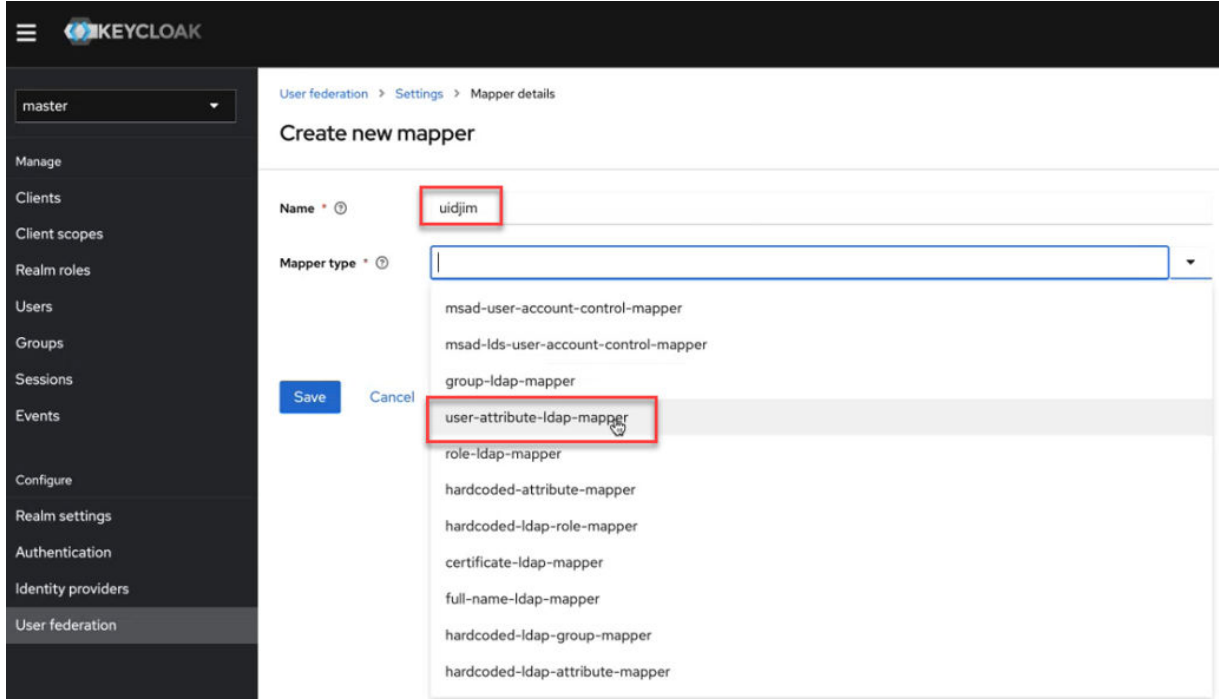 KEYCLOAK
master
Manage
Clients
Client scopes
Realm roles
Users
Groups
Sessions
Events
Configure
Realm settings
Authentication
Identity providers
User federation
User federation > Settings > Mapper details
Create new mapper
Name * uidjim
Mapper type *
msad-user-account-control-mapper
msad-lds-user-account-control-mapper
group-ldap-mapper
user-attribute-ldap-mapper
role-ldap-mapper
hardcoded-attribute-mapper
hardcoded-ldap-role-mapper
certificate-ldap-mapper
full-name-ldap-mapper
hardcoded-ldap-group-mapper
hardcoded-ldap-attribute-mapper
Save Cancel